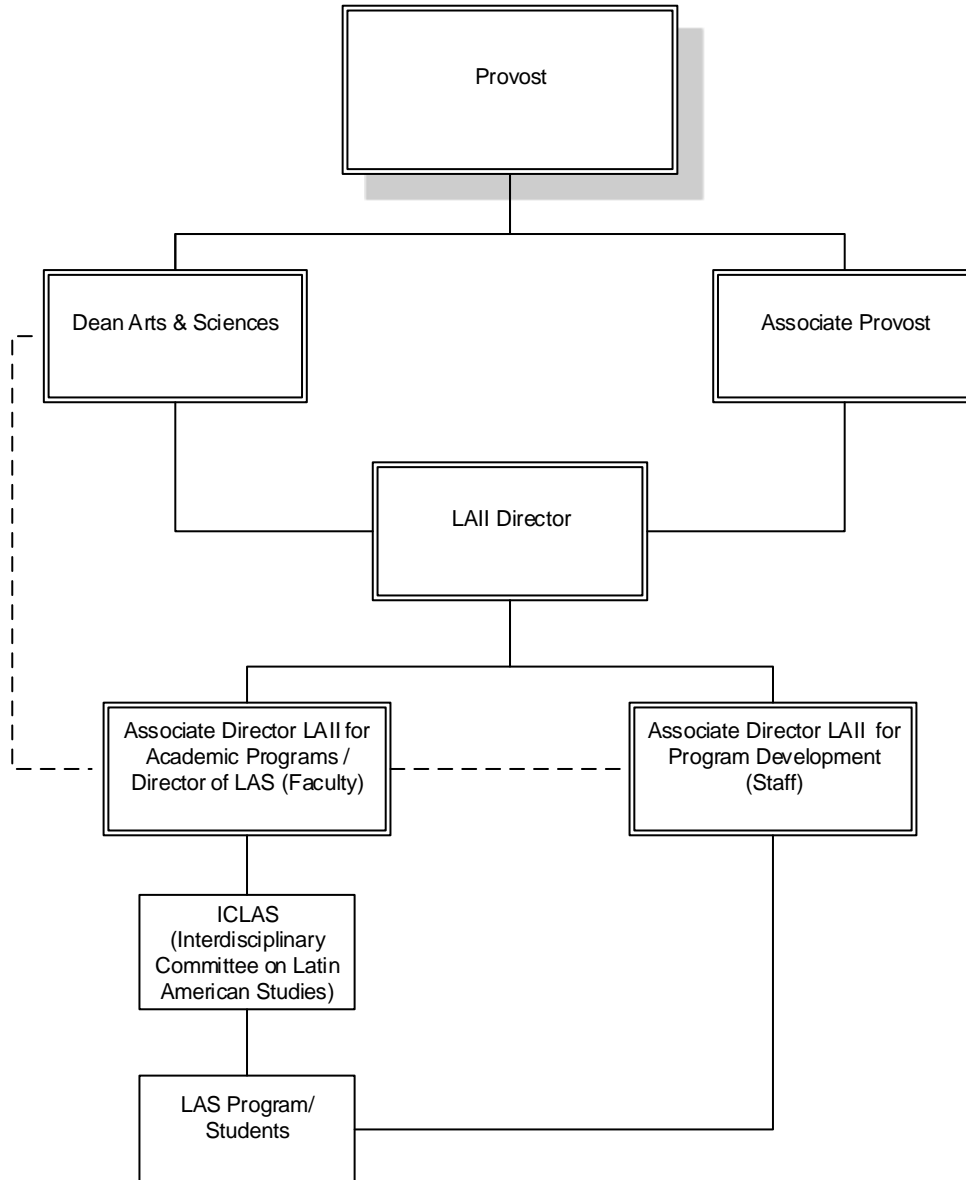 Provost
Dean Arts & Sciences
Associate Provost
LAII Director
Associate Director LAII for
Academic Programs /
Director of LAS (Faculty)
Associate Director LAII for
Program Development
(Staff)
ICLAS
(Interdisciplinary
Committee on Latin
American Studies)
LAS Program/
Students